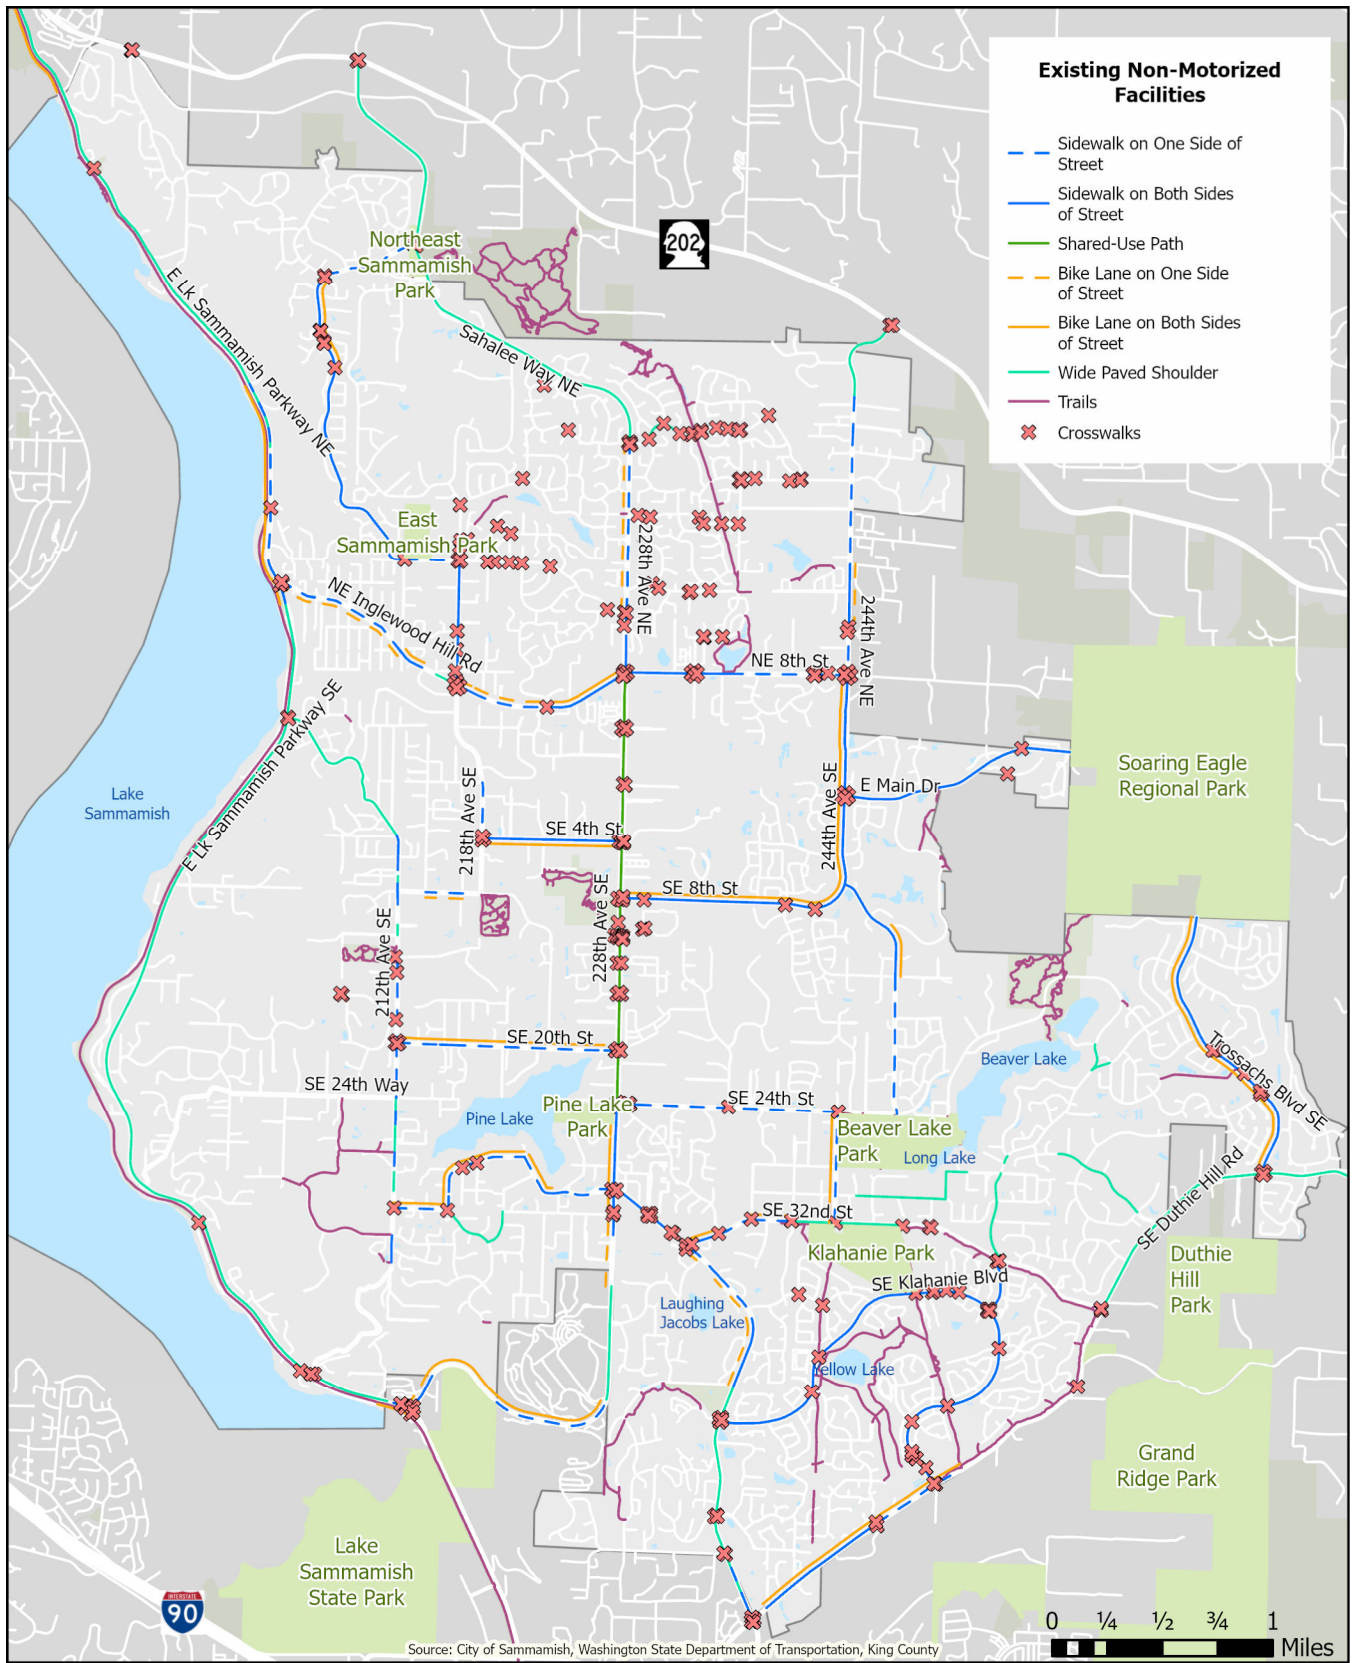 Existing Non-Motorized
Facilities
Sidewalk on One Side of
Street
Sidewalk on Both Sides
of Street
Shared-Use Path
Bike Lane on One Side
of Street
Bike Lane on Both Sides
of Street
Wide Paved Shoulder
Trails
Crosswalks
202
Northeast
Sammamish
Park
E Lk Sammamish Parkway NE
Sahalee Way NE
East
Sammamish Park
228th Ave NE
NE Inglewood Hill Rd
244th Ave NE
NE 8th St
E Lk Sammamish Parkway SE
Soaring Eagle
Regional Park
Lake
Sammamish
218th Ave SE
SE 4th St
244th Ave SE
E Main Dr
SE 8th St
228th Ave SE
212th Ave SE
SE 20th St
Beaver Lake
Trossachs Blvd SE
SE 24th Way
Pine Lake
Pine Lake
Park
SE 24th St
Beaver Lake
Park
Long Lake
SE Duthie Hill Rd
SE 32nd St
Klahanie Park
Duthie
Hill
Park
SE Klahanie Blvd
Laughing
Jacobs Lake
Yellow Lake
Grand
Ridge Park
Lake
Sammamish
State Park
INTERSTATE
90
0 ¼ ½ ¾ 1
Miles
Source: City of Sammamish, Washington State Department of Transportation, King County